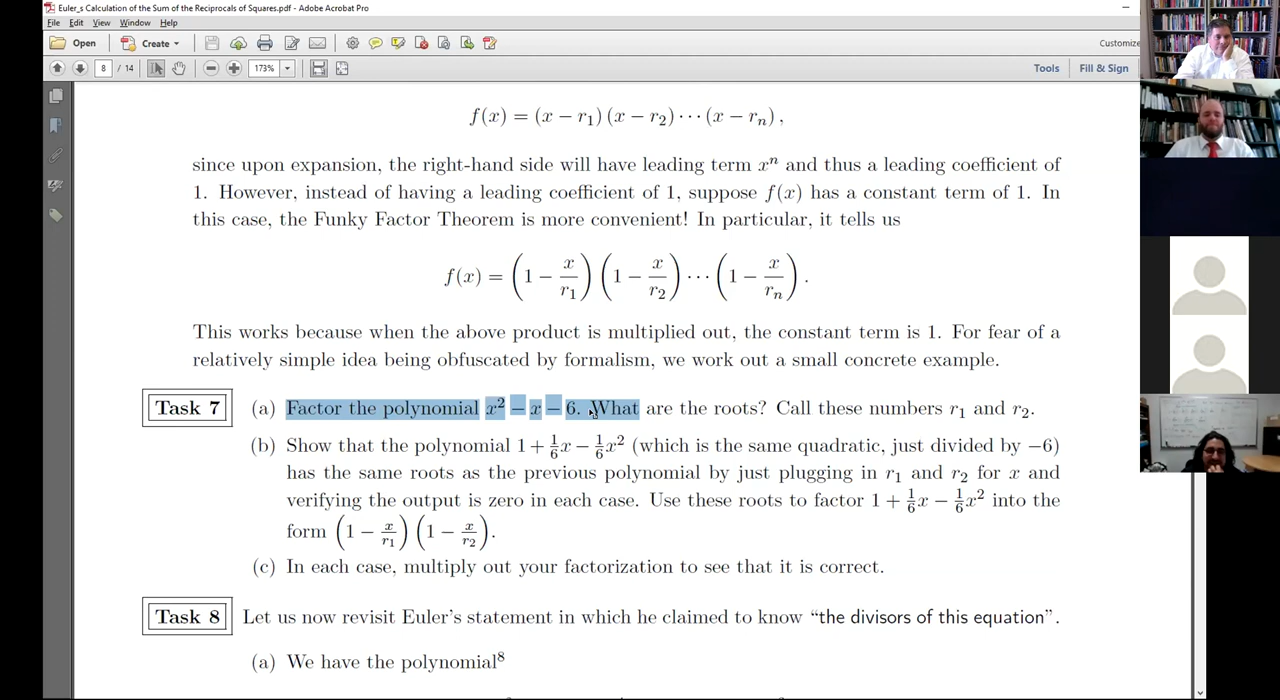 Euler_s Calculation of the Sum of the Reciprocals of Squares.pdf - Adobe Acrobat Pro
File Edit View Window Help
Open Create Customize
8 / 14 173% Tools Fill & Sign
f(x) = (x − r₁) (x − r₂) ··· (x − rₙ) ,
since upon expansion, the right-hand side will have leading term xⁿ and thus a leading coefficient of
1. However, instead of having a leading coefficient of 1, suppose f(x) has a constant term of 1. In
this case, the Funky Factor Theorem is more convenient! In particular, it tells us
f(x) = (1 − x/r₁) (1 − x/r₂) ··· (1 − x/rₙ) .
This works because when the above product is multiplied out, the constant term is 1. For fear of a
relatively simple idea being obfuscated by formalism, we work out a small concrete example.
Task 7 (a) Factor the polynomial x² − x − 6. What are the roots? Call these numbers r₁ and r₂.
(b) Show that the polynomial 1 + 1/6x − 1/6x² (which is the same quadratic, just divided by −6)
has the same roots as the previous polynomial by just plugging in r₁ and r₂ for x and
verifying the output is zero in each case. Use these roots to factor 1 + 1/6x − 1/6x² into the
form (1 − x/r₁) (1 − x/r₂).
(c) In each case, multiply out your factorization to see that it is correct.
Task 8 Let us now revisit Euler's statement in which he claimed to know "the divisors of this equation".
(a) We have the polynomial⁸